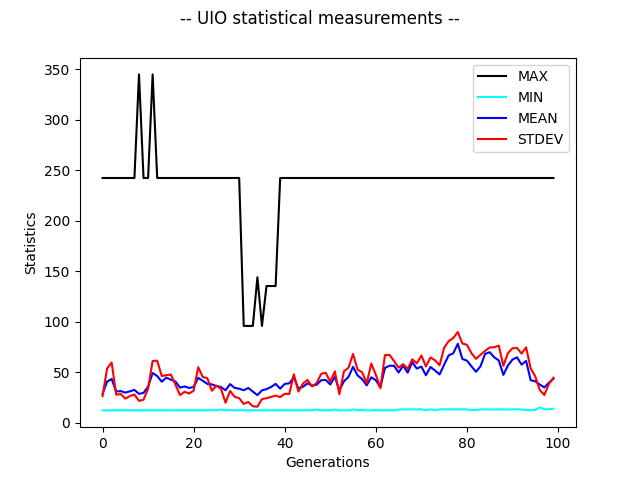 -- UIO statistical measurements --
350
300
250
200
150
100
50
0
Statistics
MAX
MIN
MEAN
STDEV
0 20 40 60 80 100
Generations